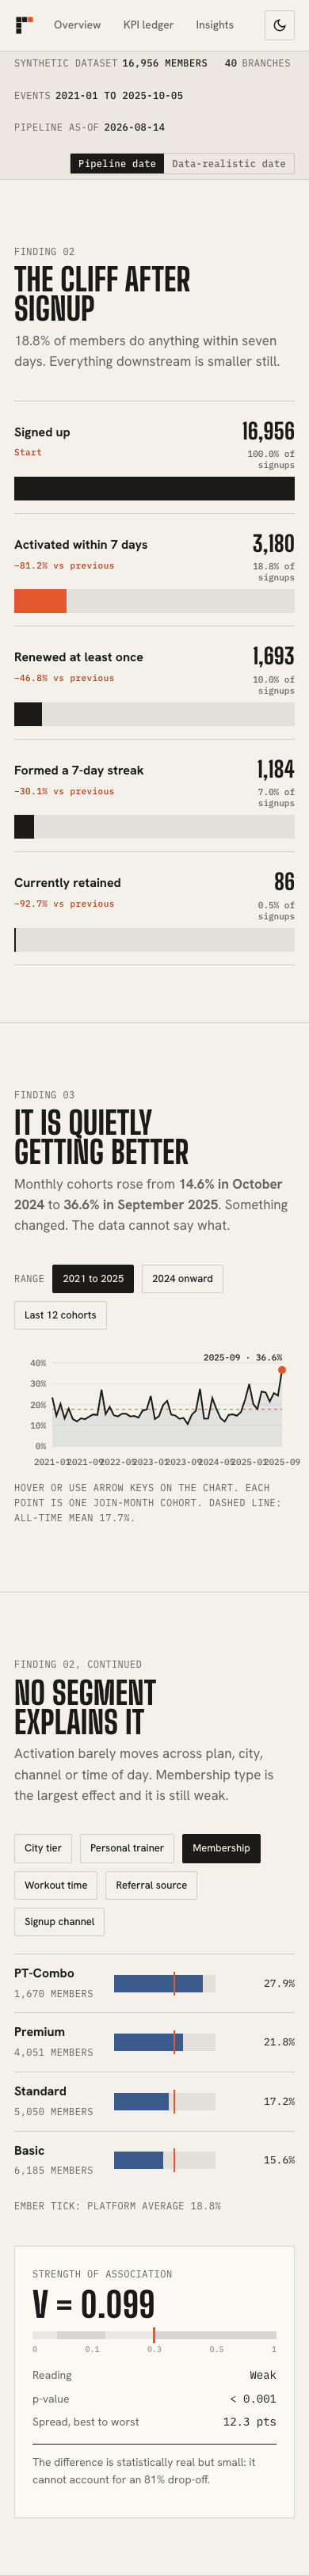 Overview KPI ledger Insights
SYNTHETIC DATASET 16,956 MEMBERS 40 BRANCHES
EVENTS 2021-01 TO 2025-10-05
PIPELINE AS-OF 2026-08-14
Pipeline date Data-realistic date
FINDING 02
THE CLIFF AFTER
SIGNUP
18.8% of members do anything within seven
days. Everything downstream is smaller still.
Signed up 16,956
Start 100.0% of
signups
Activated within 7 days 3,180
−81.2% vs previous 18.8% of
signups
Renewed at least once 1,693
−46.8% vs previous 10.0% of
signups
Formed a 7-day streak 1,184
−30.1% vs previous 7.0% of
signups
Currently retained 86
−92.7% vs previous 0.5% of
signups
FINDING 03
IT IS QUIETLY
GETTING BETTER
Monthly cohorts rose from 14.6% in October
2024 to 36.6% in September 2025. Something
changed. The data cannot say what.
RANGE 2021 to 2025 2024 onward
Last 12 cohorts
2025-09 · 36.6%
40%
30%
20%
10%
0%
2021-01 2021-09 2022-05 2023-01 2023-09 2024-05 2025-01 2025-09
HOVER OR USE ARROW KEYS ON THE CHART. EACH
POINT IS ONE JOIN-MONTH COHORT. DASHED LINE:
ALL-TIME MEAN 17.7%.
FINDING 02, CONTINUED
NO SEGMENT
EXPLAINS IT
Activation barely moves across plan, city,
channel or time of day. Membership type is
the largest effect and it is still weak.
City tier Personal trainer Membership
Workout time Referral source
Signup channel
PT-Combo
1,670 MEMBERS 27.9%
Premium
4,051 MEMBERS 21.8%
Standard
5,050 MEMBERS 17.2%
Basic
6,185 MEMBERS 15.6%
EMBER TICK: PLATFORM AVERAGE 18.8%
STRENGTH OF ASSOCIATION
V = 0.099
0 0.1 0.3 0.5 1
Reading Weak
p-value < 0.001
Spread, best to worst 12.3 pts
The difference is statistically real but small: it
cannot account for an 81% drop-off.